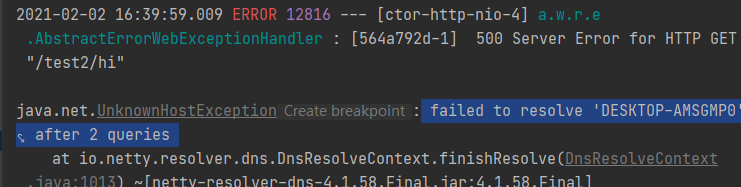 2021-02-02 16:39:59.009 ERROR 12816 --- [ctor-http-nio-4] a.w.r.e
.AbstractErrorWebExceptionHandler : [564a792d-1]  500 Server Error for HTTP GET
"/test2/hi"
java.net.UnknownHostException Create breakpoint : failed to resolve 'DESKTOP-AMSGMP0'
after 2 queries
at io.netty.resolver.dns.DnsResolveContext.finishResolve(DnsResolveContext
.java:1013) ~[netty-resolver-dns-4.1.58.Final.jar:4.1.58.Final]